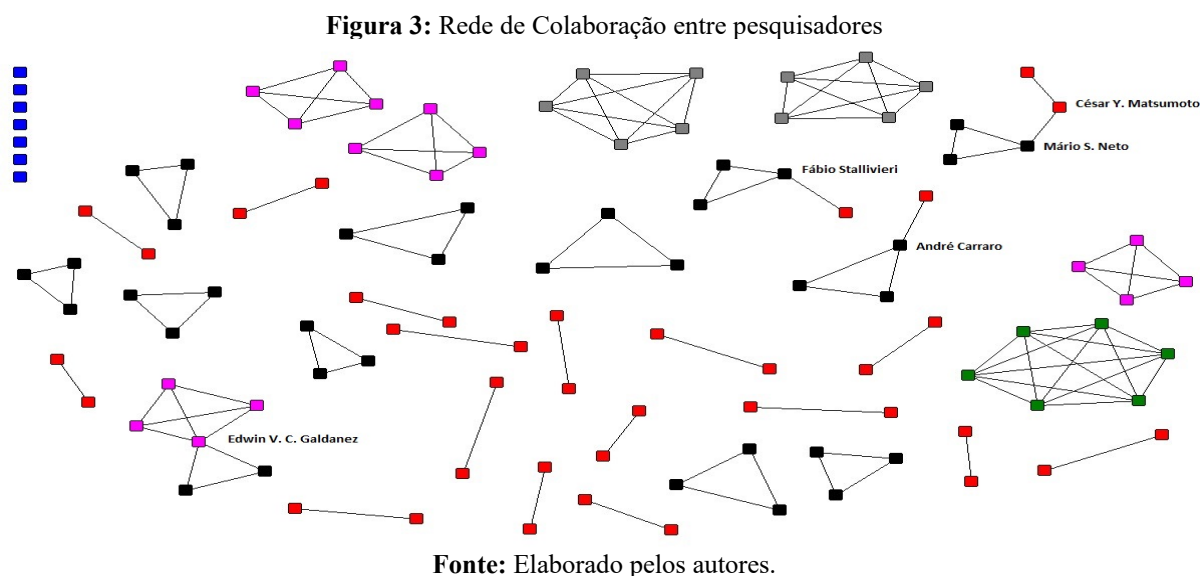 Figura 3: Rede de Colaboração entre pesquisadores
César Y. Matsumoto
Mário S. Neto
Fábio Stallivieri
André Carraro
Edwin V. C. Galdanez
Fonte: Elaborado pelos autores.